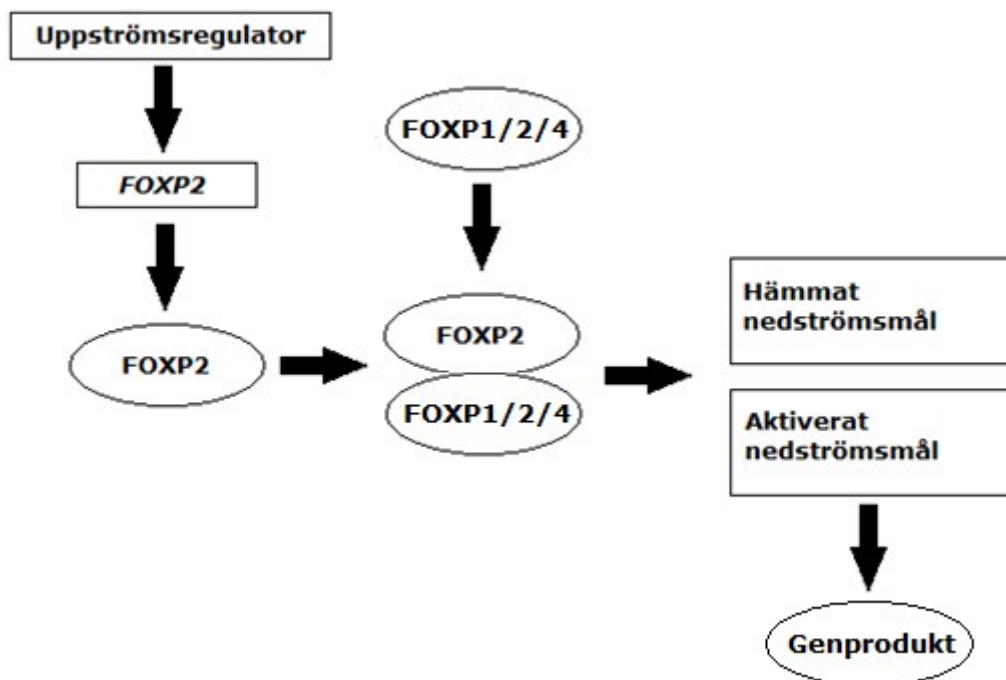 Uppströmsregulator
FOXP1/2/4
FOXP2
FOXP2
FOXP2
FOXP1/2/4
Hämmat
nedströmsmål
Aktiverat
nedströmsmål
Genprodukt